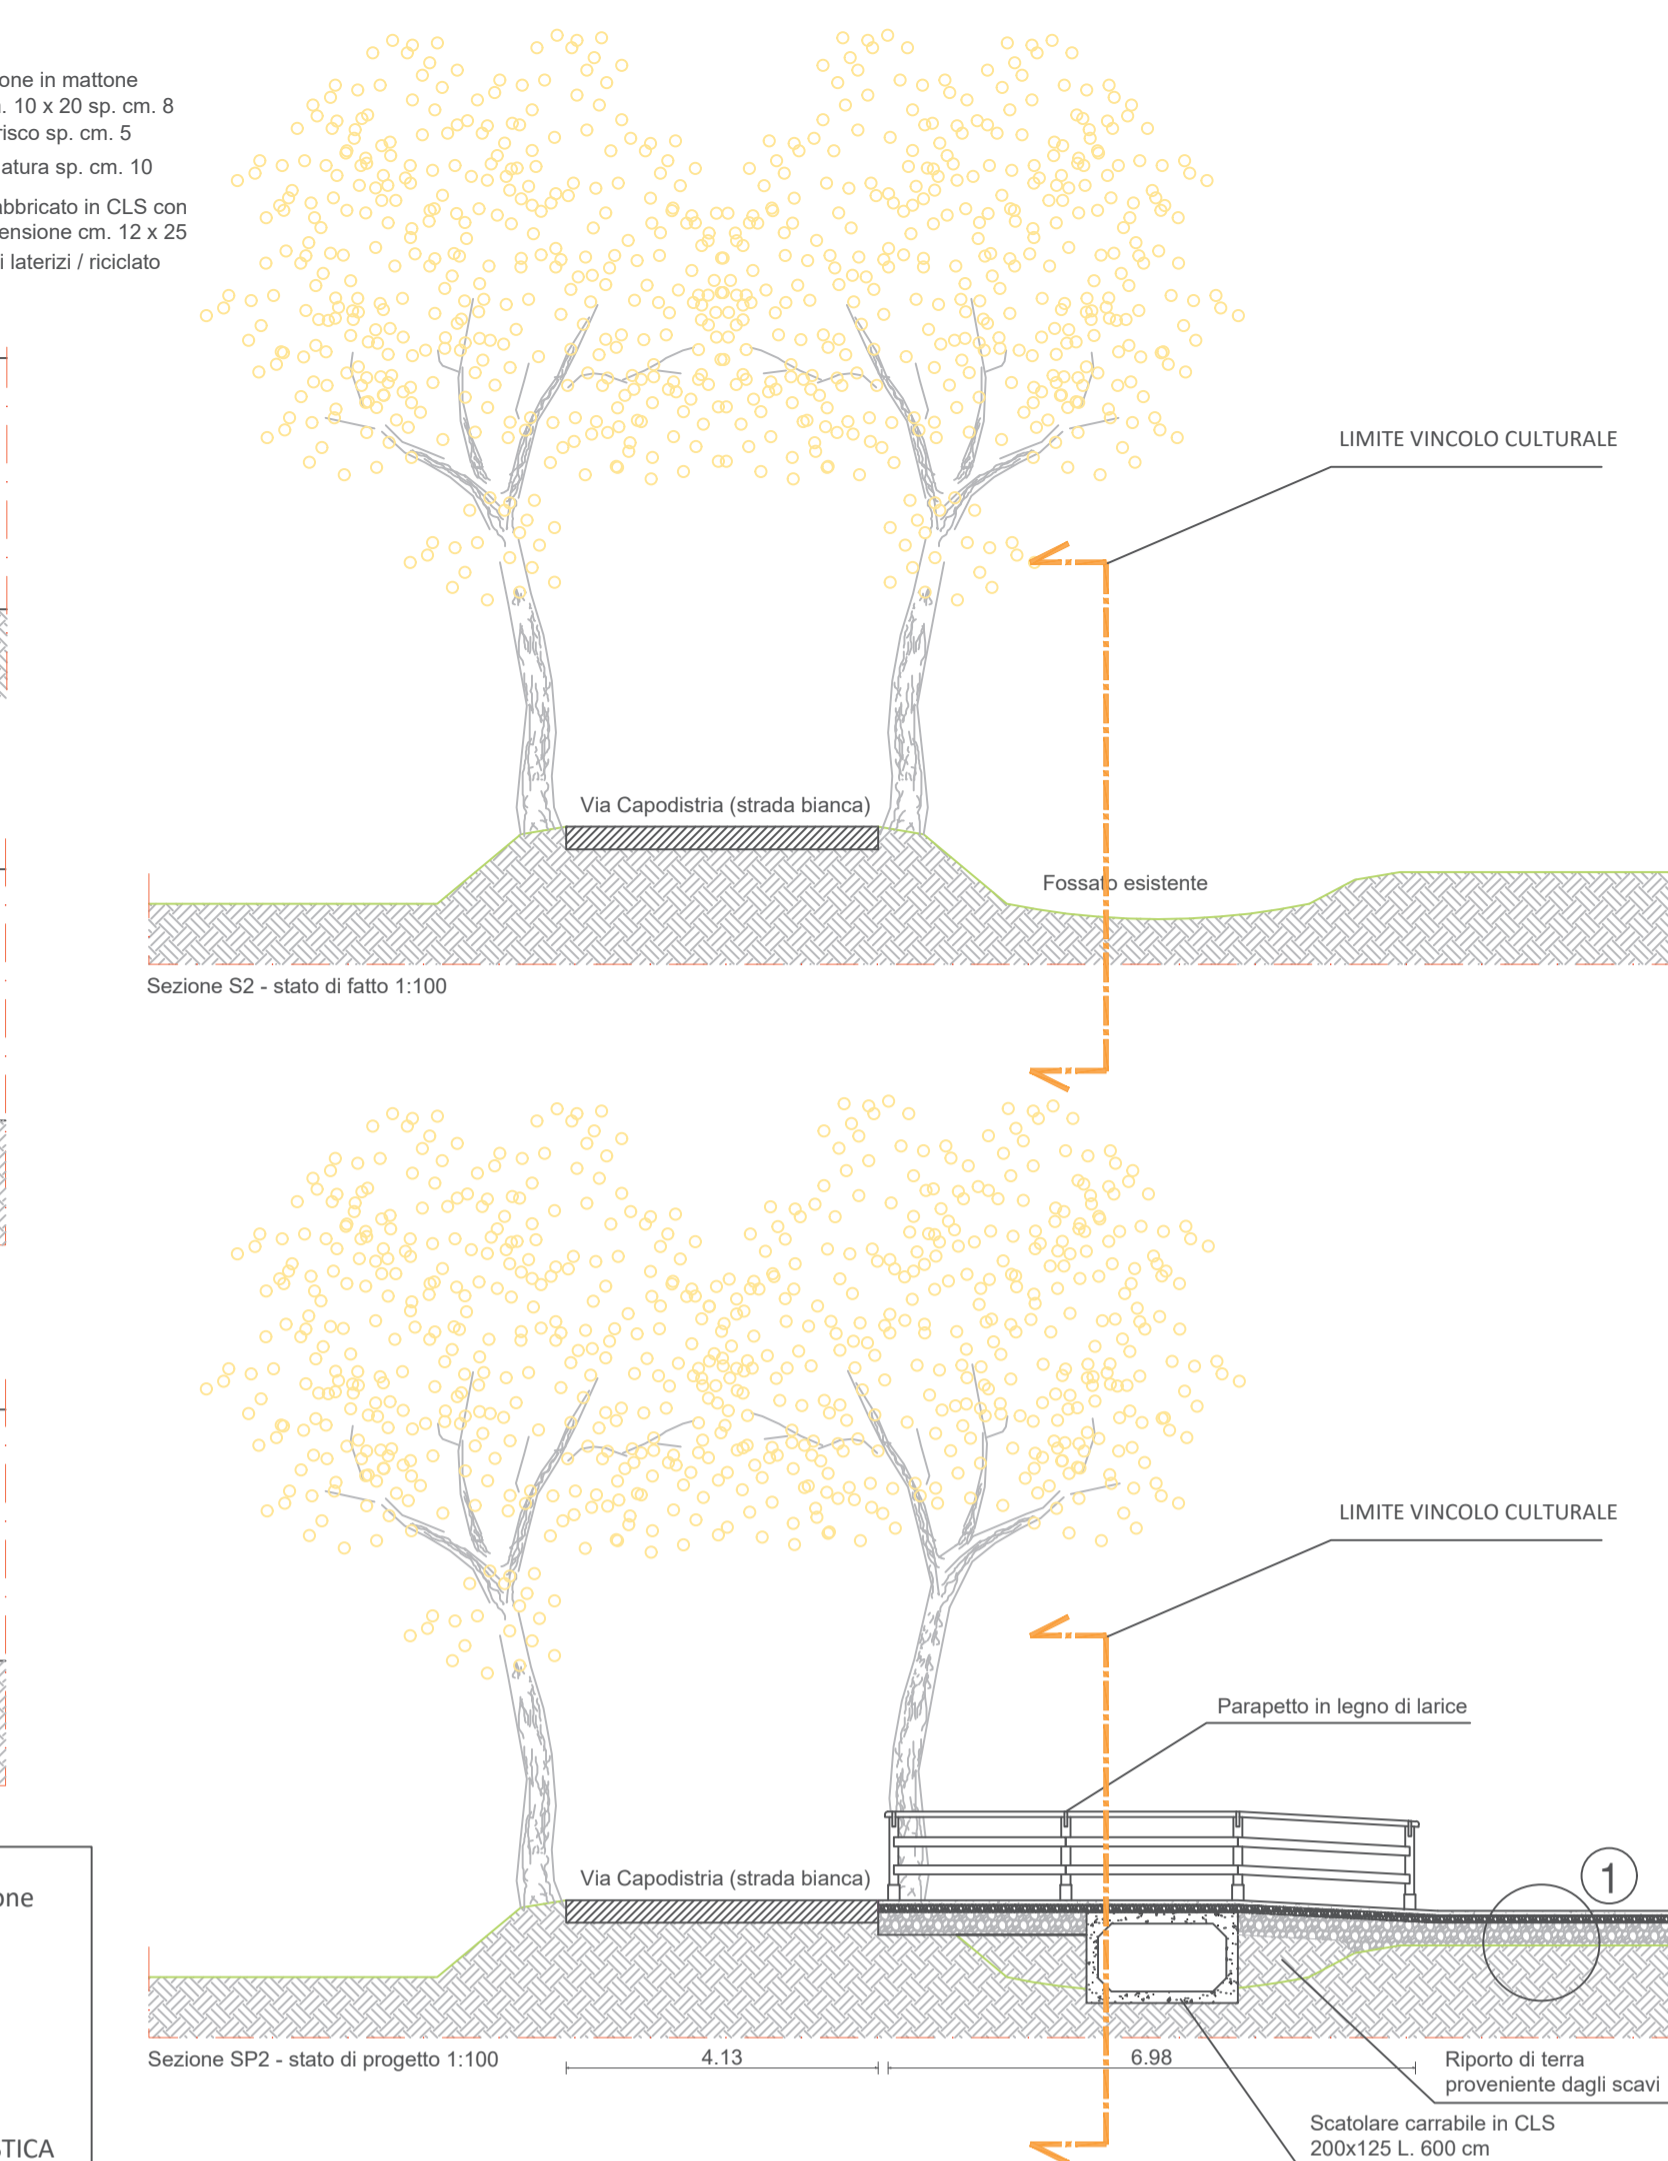 one in mattone
. 10 x 20 sp. cm. 8
risco sp. cm. 5
atura sp. cm. 10
abbricato in CLS con
ensione cm. 12 x 25
i laterizi / riciclato
LIMITE VINCOLO CULTURALE
Via Capodistria (strada bianca)
Fossato esistente
Sezione S2 - stato di fatto 1:100
LIMITE VINCOLO CULTURALE
Parapetto in legno di larice
Via Capodistria (strada bianca)
1
one
Sezione SP2 - stato di progetto 1:100
4.13
6.98
Riporto di terra
proveniente dagli scavi
Scatolare carrabile in CLS
200x125 L. 600 cm
STICA